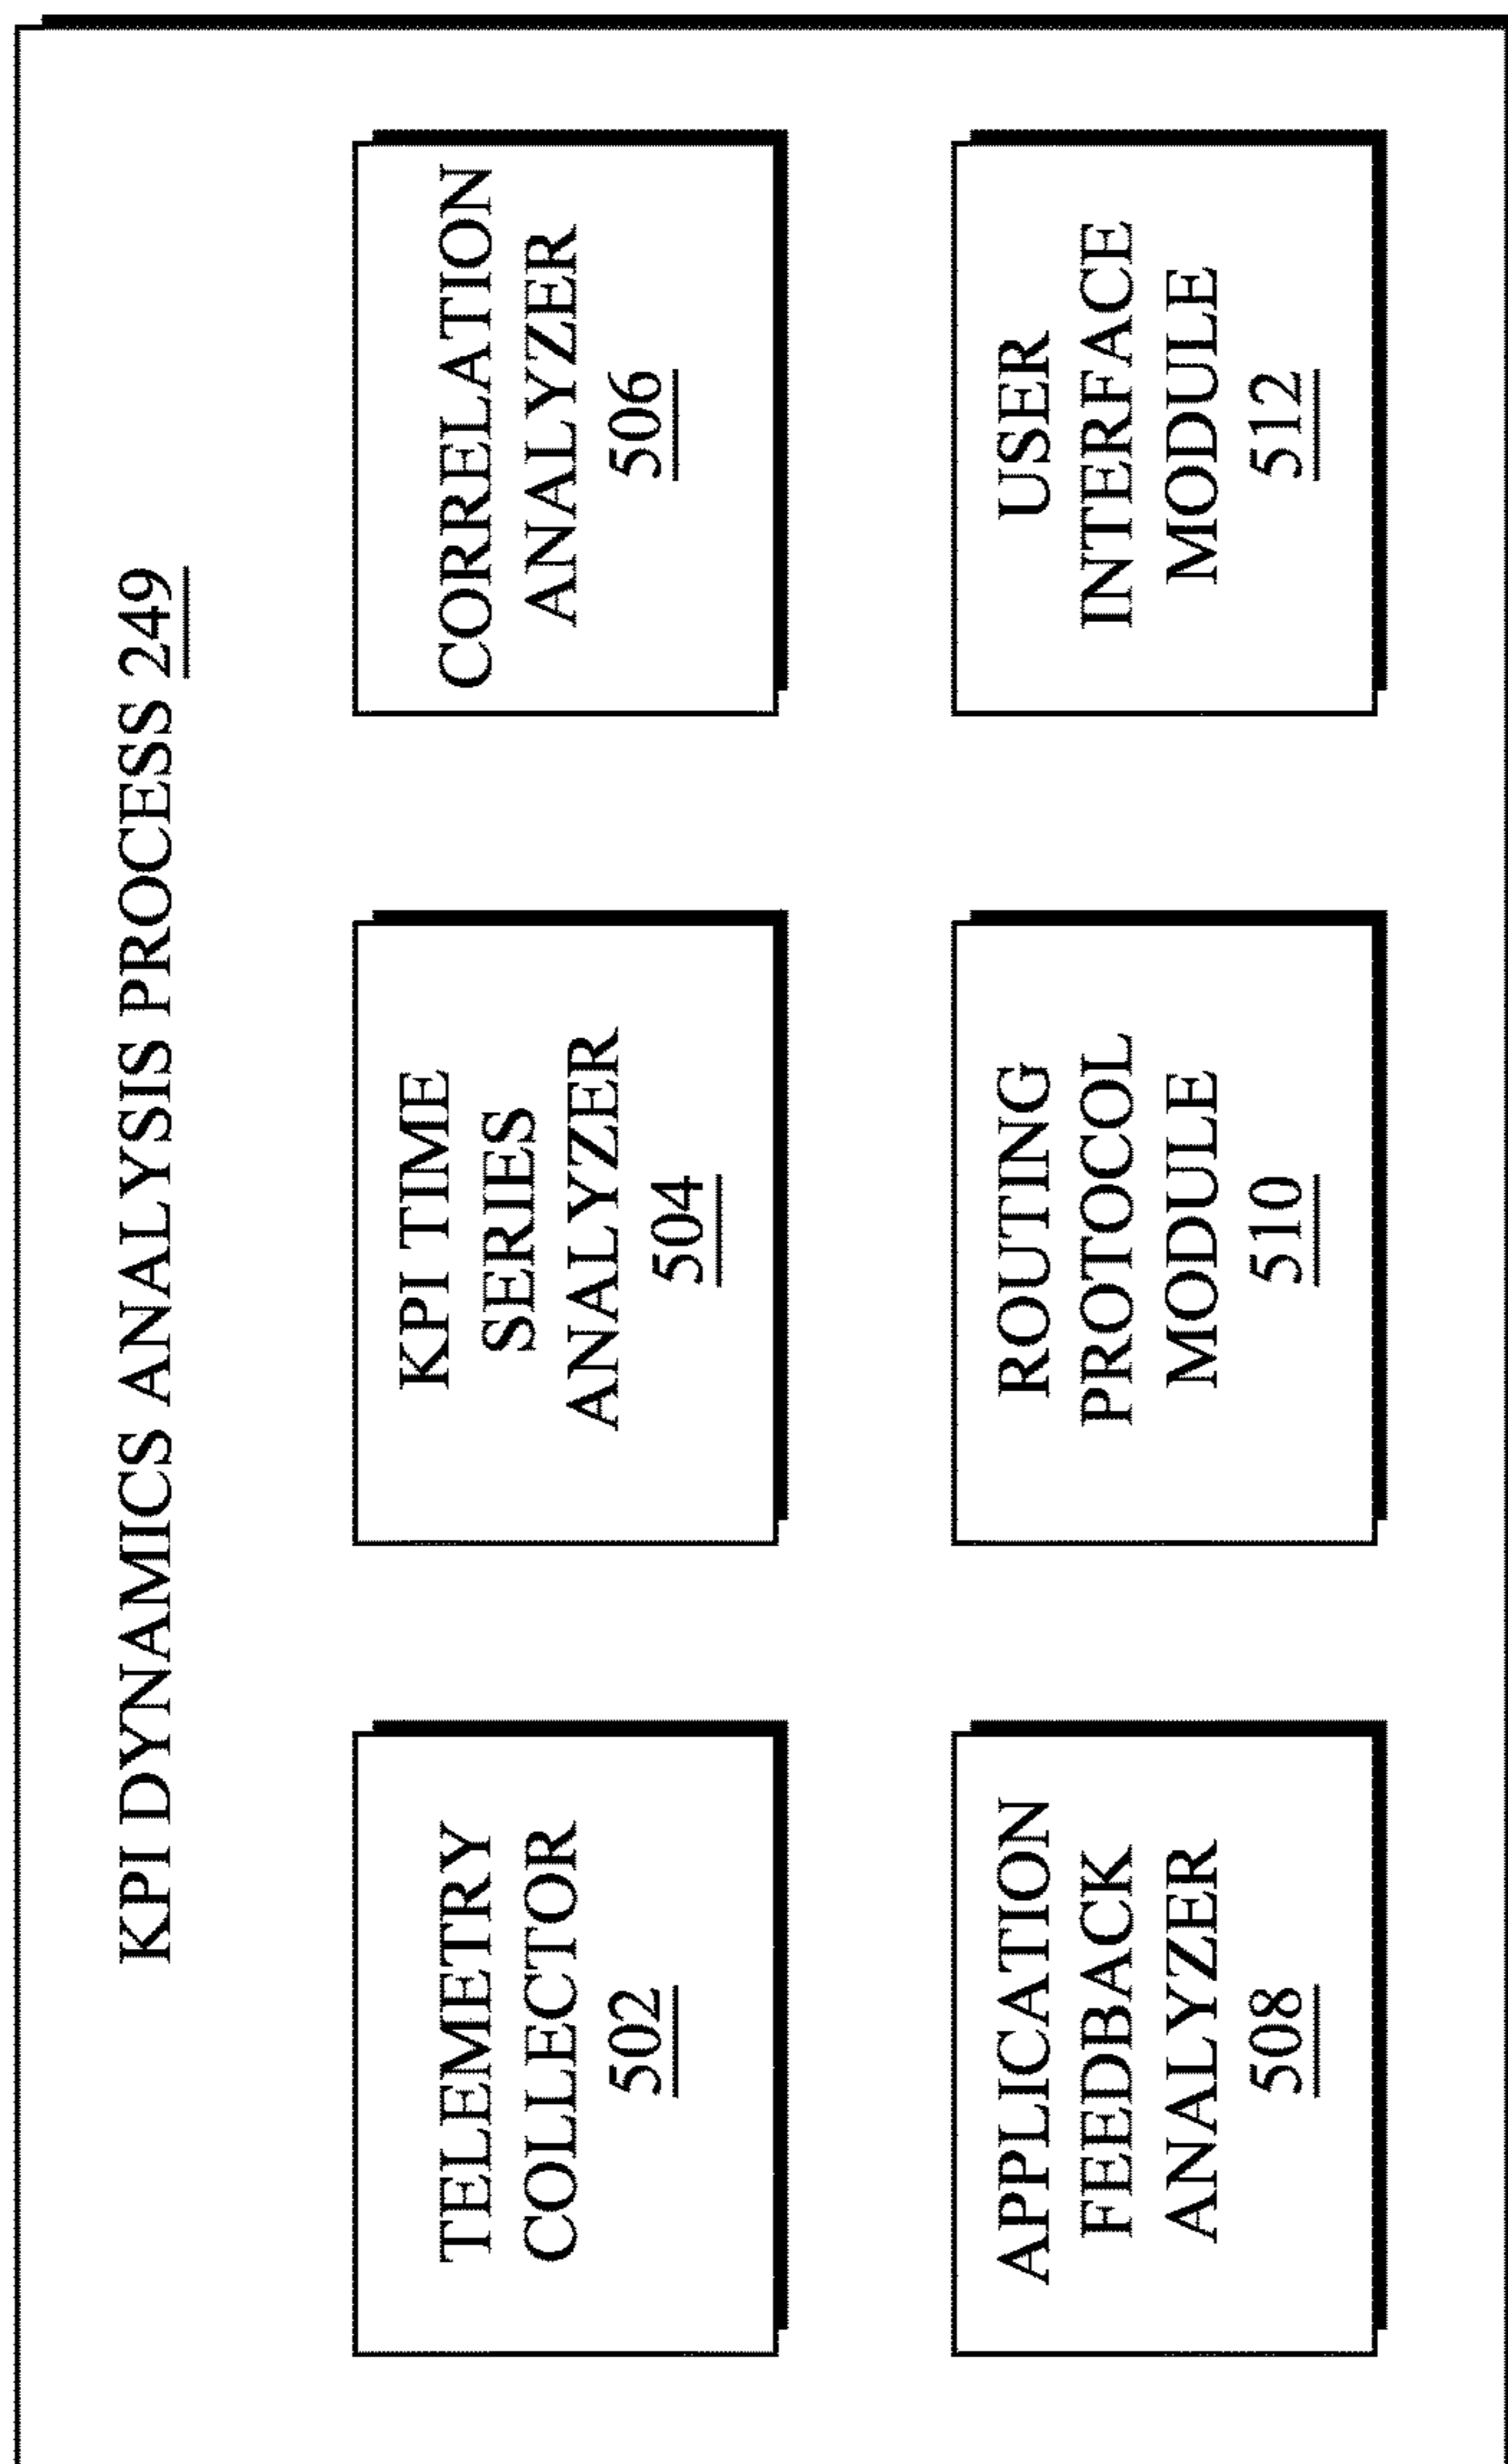 KPI DYNAMICS ANALYSIS PROCESS 249
TELEMETRY
COLLECTOR
502
KPI TIME
SERIES
ANALYZER
504
CORRELATION
ANALYZER
506
APPLICATION
FEEDBACK
ANALYZER
508
ROUTING
PROTOCOL
MODULE
510
USER
INTERFACE
MODULE
512